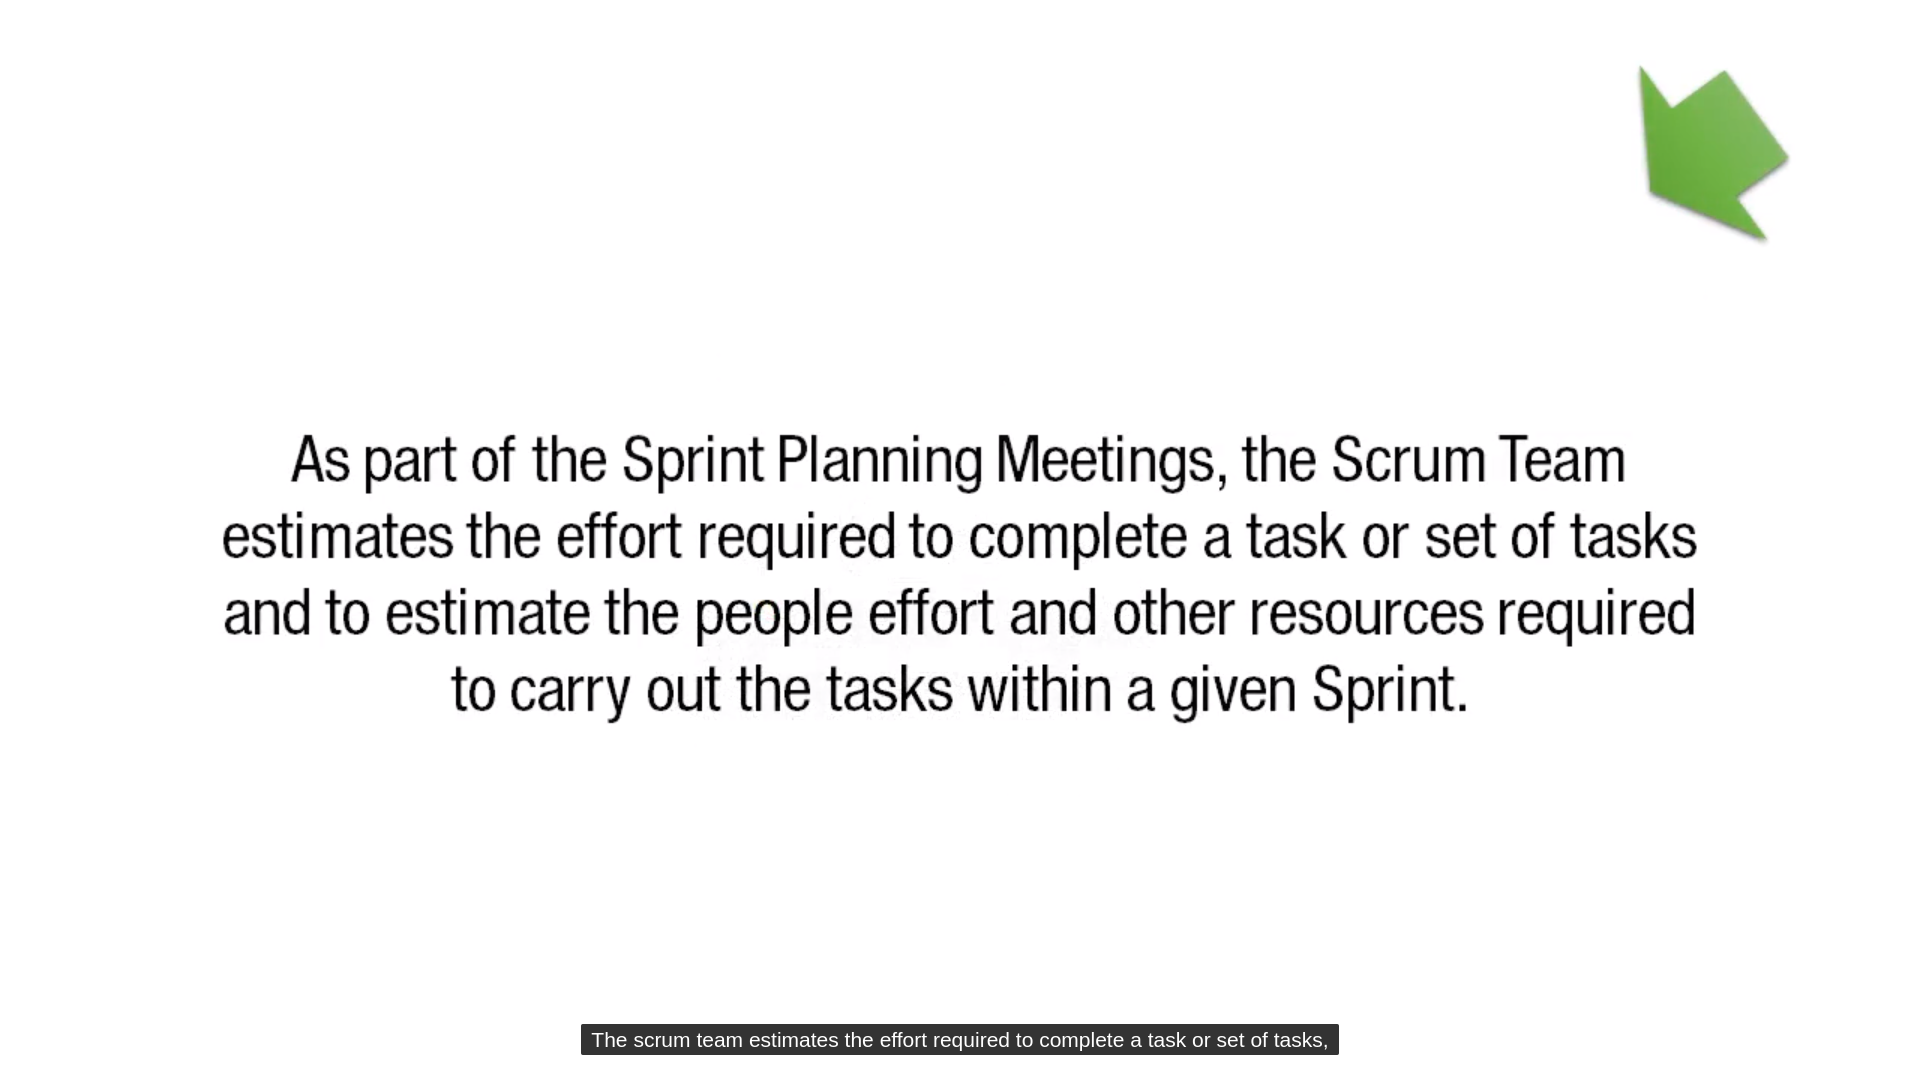 As part of the Sprint Planning Meetings, the Scrum Team
estimates the effort required to complete a task or set of tasks
and to estimate the people effort and other resources required
to carry out the tasks within a given Sprint.
The scrum team estimates the effort required to complete a task or set of tasks,